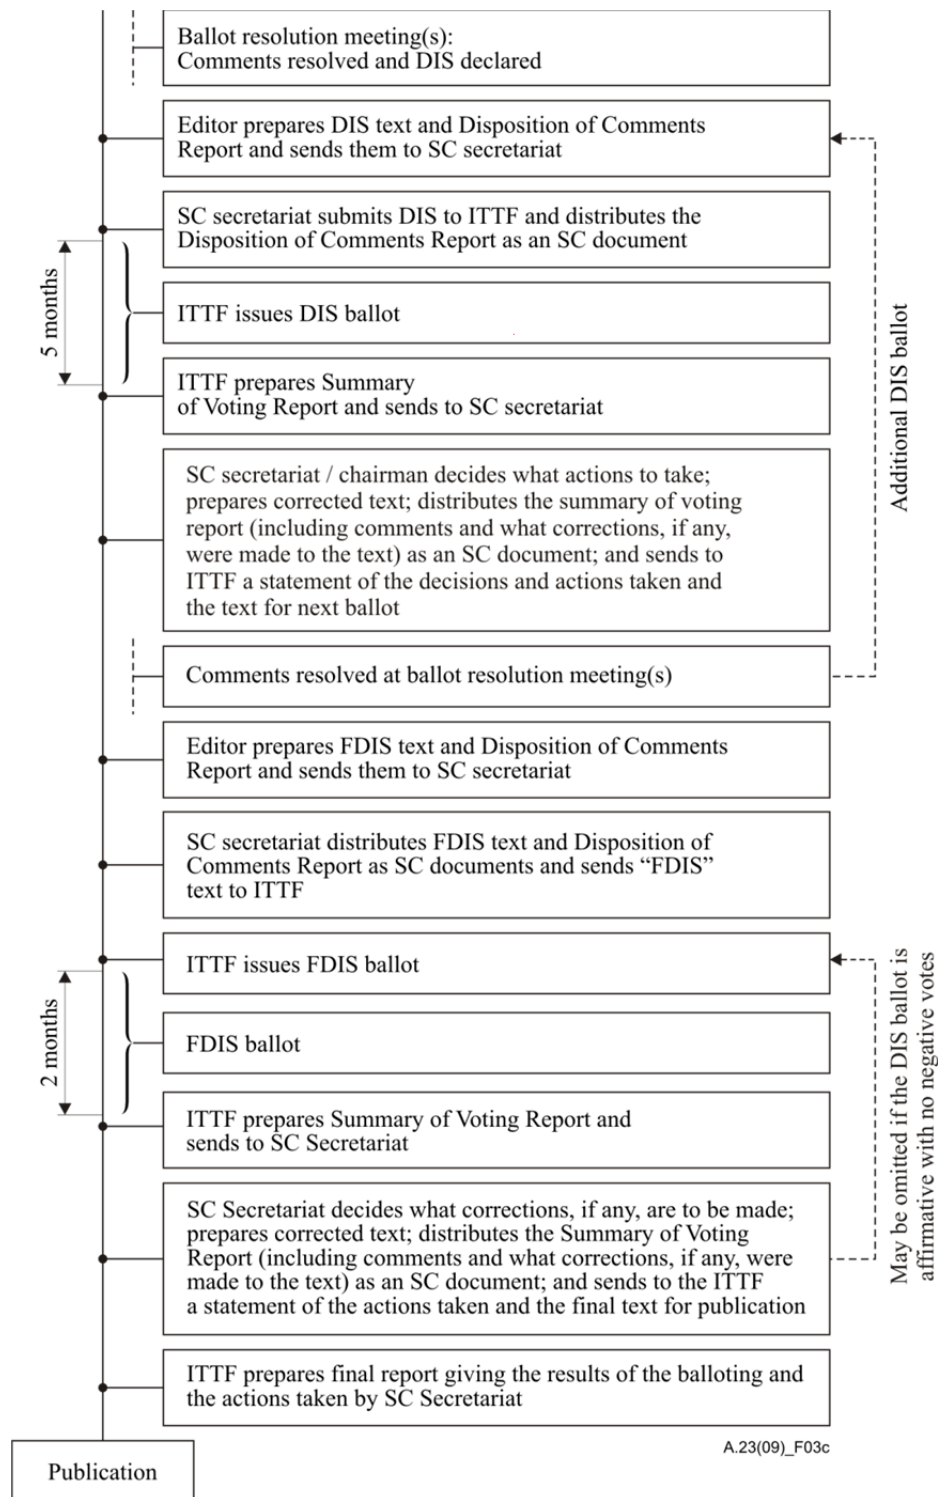 Ballot resolution meeting(s):
Comments resolved and DIS declared
Editor prepares DIS text and Disposition of Comments
Report and sends them to SC secretariat
SC secretariat submits DIS to ITTF and distributes the
Disposition of Comments Report as an SC document
5 months
ITTF issues DIS ballot
ITTF prepares Summary
of Voting Report and sends to SC secretariat
Additional DIS ballot
SC secretariat / chairman decides what actions to take;
prepares corrected text; distributes the summary of voting
report (including comments and what corrections, if any,
were made to the text) as an SC document; and sends to
ITTF a statement of the decisions and actions taken and
the text for next ballot
Comments resolved at ballot resolution meeting(s)
Editor prepares FDIS text and Disposition of Comments
Report and sends them to SC secretariat
SC secretariat distributes FDIS text and Disposition of
Comments Report as SC documents and sends “FDIS”
text to ITTF
ITTF issues FDIS ballot
2 months
FDIS ballot
ITTF prepares Summary of Voting Report and
sends to SC Secretariat
May be omitted if the DIS ballot is
affirmative with no negative votes
SC Secretariat decides what corrections, if any, are to be made;
prepares corrected text; distributes the Summary of Voting
Report (including comments and what corrections, if any, were
made to the text) as an SC document; and sends to the ITTF
a statement of the actions taken and the final text for publication
ITTF prepares final report giving the results of the balloting and
the actions taken by SC Secretariat
A.23(09)_F03c
Publication